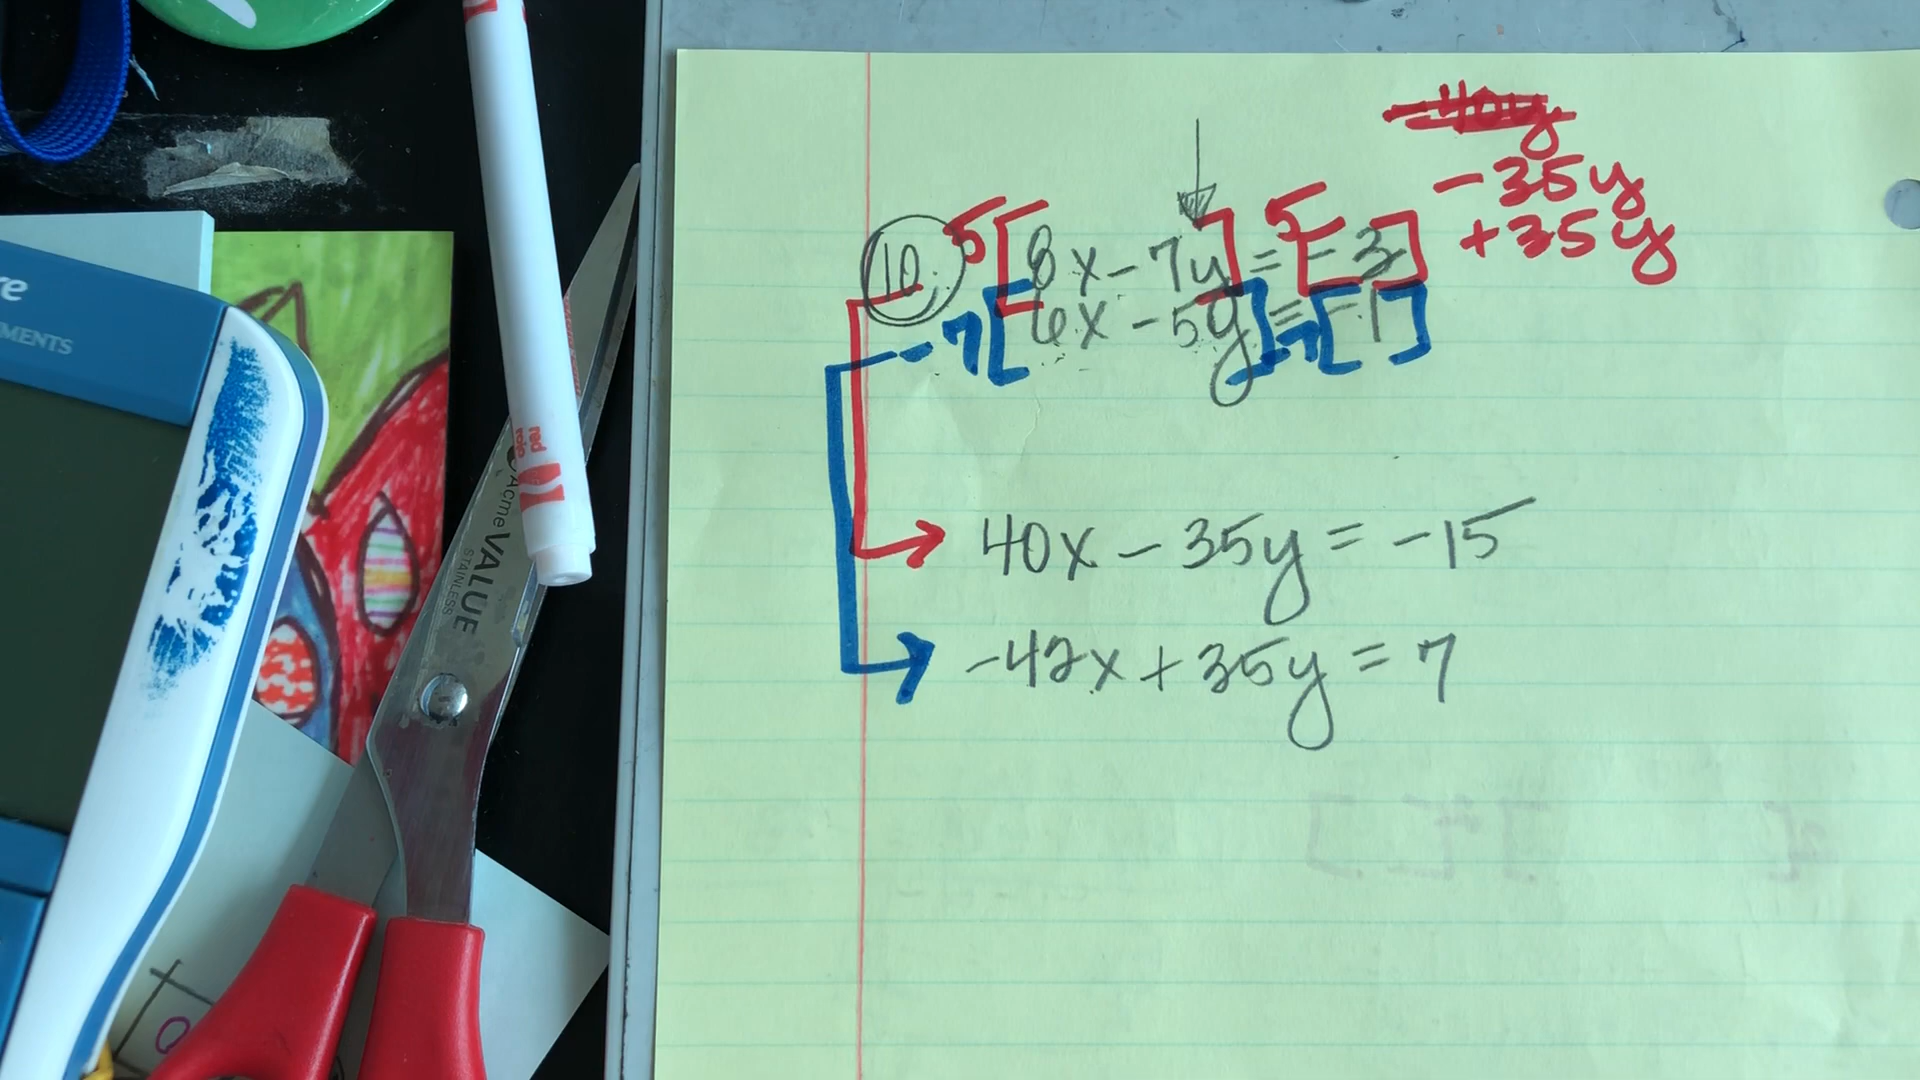 -40y
-35y
+35y
10. 5[8x-7y]=5[-3]
-7[6x-5y]=-7[-1]
40x-35y=-15
-42x+35y=7
re
MENTS
Acme VALUE
STAINLESS